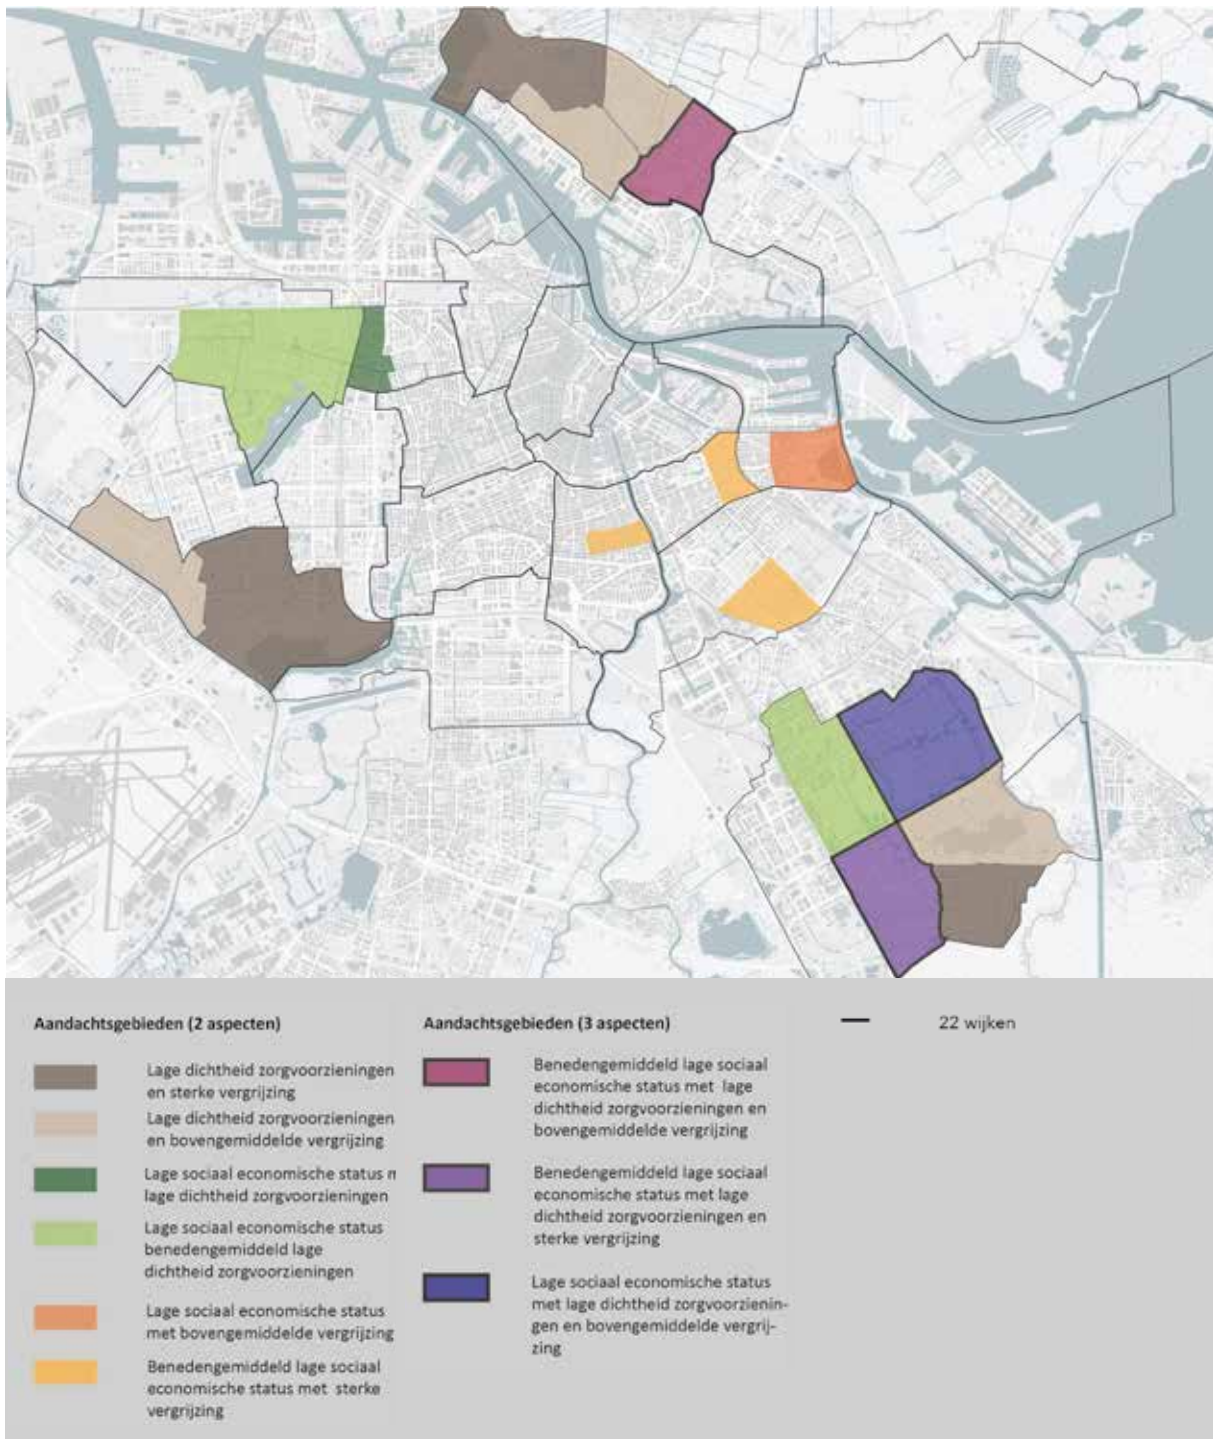 Aandachtsgebieden (2 aspecten)
Lage dichtheid zorgvoorzieningen
en sterke vergrijzing
Lage dichtheid zorgvoorzieningen
en bovengemiddelde vergrijzing
Lage sociaal economische status
lage dichtheid zorgvoorzieningen
Lage sociaal economische status
benedengemiddeld lage
dichtheid zorgvoorzieningen
Lage sociaal economische status
met bovengemiddelde vergrijzing
Benedengemiddeld lage sociaal
economische status met sterke
vergrijzing
Aandachtsgebieden (3 aspecten)
Benedengemiddeld lage sociaal
economische status met lage
dichtheid zorgvoorzieningen en
bovengemiddelde vergrijzing
Benedengemiddeld lage sociaal
economische status met lage
dichtheid zorgvoorzieningen en
sterke vergrijzing
Lage sociaal economische status
met lage dichtheid zorgvoorzienin-
gen en bovengemiddelde vergrij-
zing
22 wijken